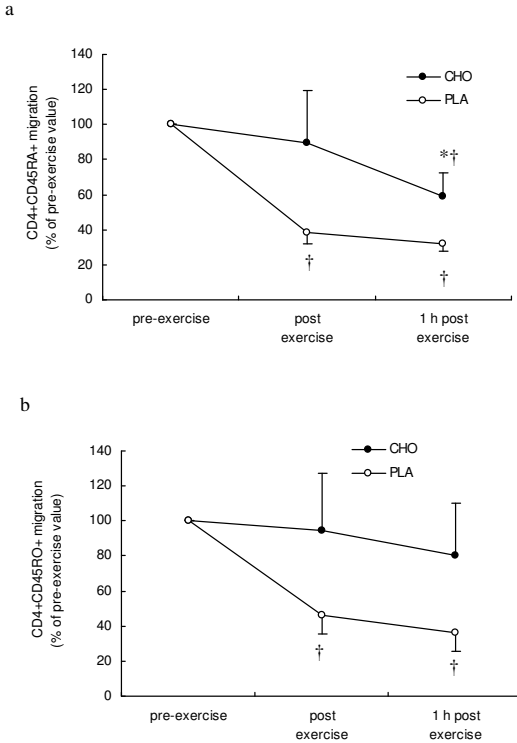 a
140
120
100
80
60
40
20
0
CD4+CD45RA+ migration
(% of pre-exercise value)
CHO
PLA
*†
†
†
pre-exercise
post
exercise
1 h post
exercise
b
140
120
100
80
60
40
20
0
CD4+CD45RO+ migration
(% of pre-exercise value)
CHO
PLA
†
†
pre-exercise
post
exercise
1 h post
exercise